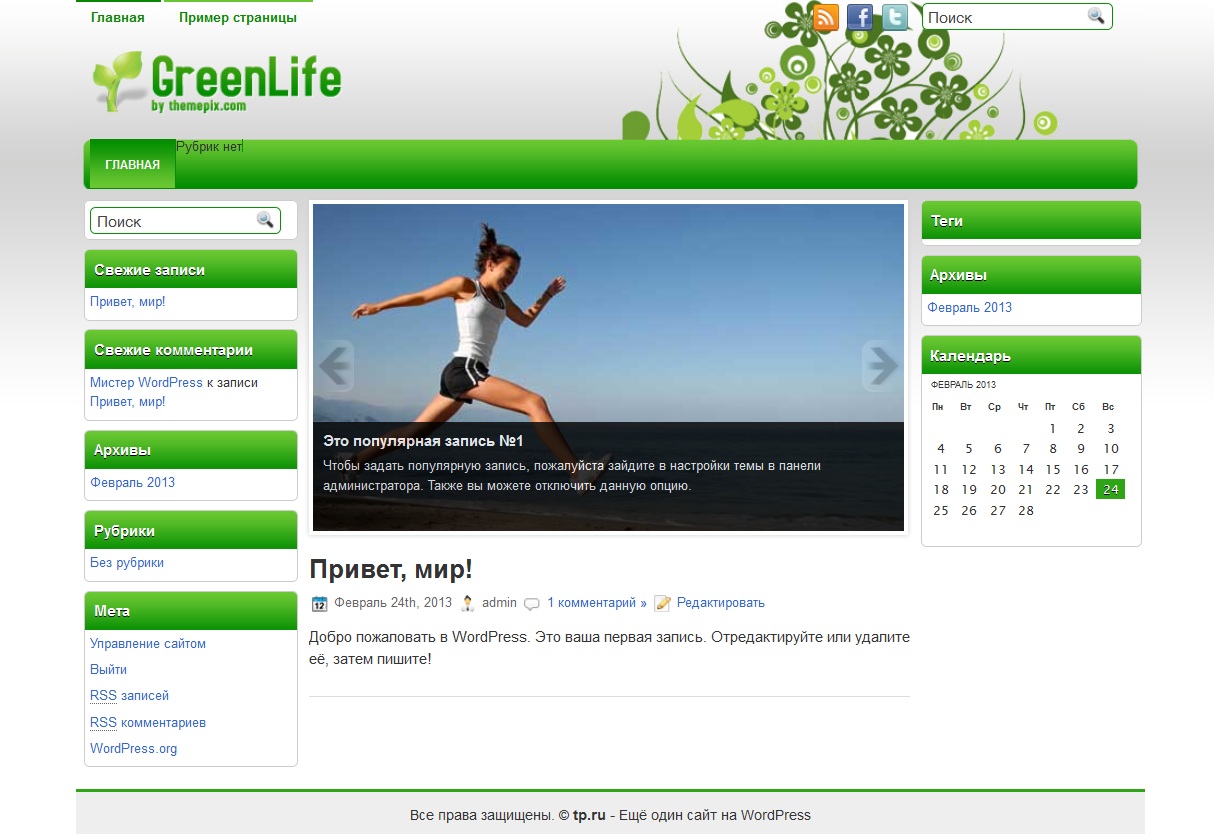 Главная Пример страницы
Поиск
GreenLife
by themepix.com
ГЛАВНАЯ Рубрик нет
Поиск
Свежие записи
Привет, мир!
Свежие комментарии
Мистер WordPress к записи
Привет, мир!
Архивы
Февраль 2013
Рубрики
Без рубрики
Мета
Управление сайтом
Выйти
RSS записей
RSS комментариев
WordPress.org
Это популярная запись №1
Чтобы задать популярную запись, пожалуйста зайдите в настройки темы в панели
администратора. Также вы можете отключить данную опцию.
Привет, мир!
12 Февраль 24th, 2013 admin 1 комментарий » Редактировать
Добро пожаловать в WordPress. Это ваша первая запись. Отредактируйте или удалите
её, затем пишите!
Теги
Архивы
Февраль 2013
Календарь
ФЕВРАЛЬ 2013
Пн Вт Ср Чт Пт Сб Вс
1 2 3
4 5 6 7 8 9 10
11 12 13 14 15 16 17
18 19 20 21 22 23 24
25 26 27 28
Все права защищены. © tp.ru - Ещё один сайт на WordPress